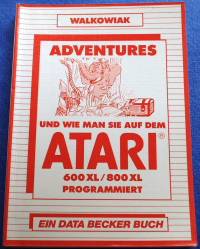 WALKOWIAK
ADVENTURES
UND WIE MAN SIE AUF DEM
ATARI®
600 XL/800 XL
PROGRAMMIERT
EIN DATA BECKER BUCH